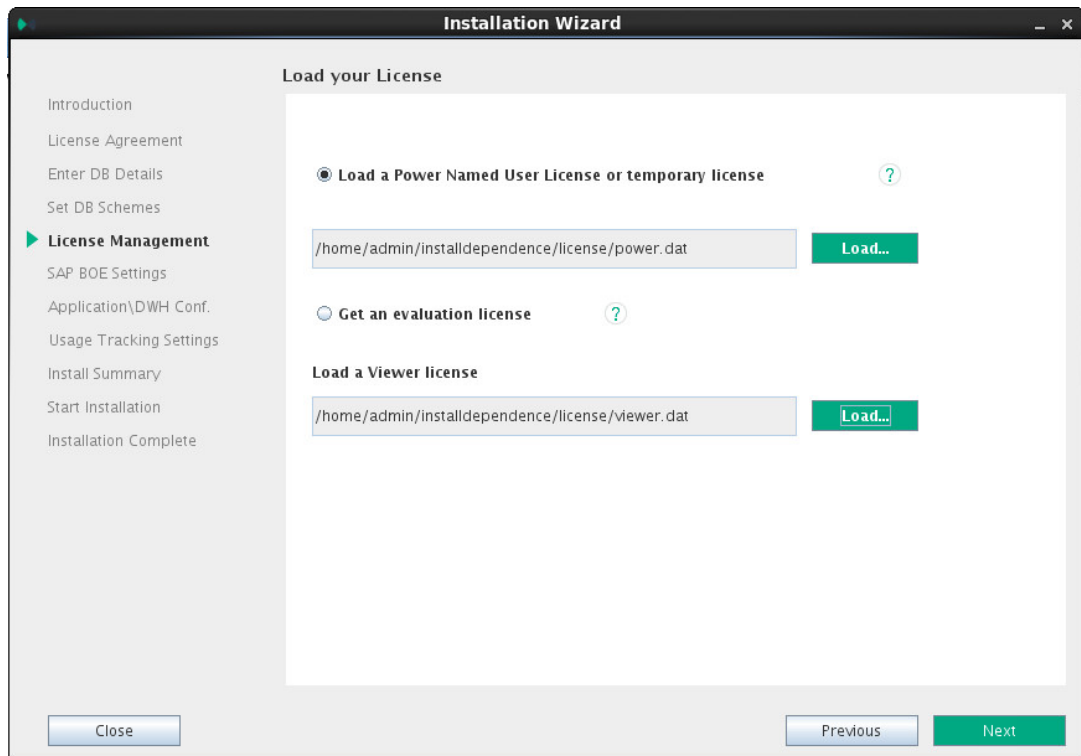 Installation Wizard
Load your License
Introduction
License Agreement
Enter DB Details
Set DB Schemes
License Management
SAP BOE Settings
Application\DWH Conf.
Usage Tracking Settings
Install Summary
Start Installation
Installation Complete
Load a Power Named User License or temporary license ?
/home/admin/installdependence/license/power.dat Load...
Get an evaluation license ?
Load a Viewer license
/home/admin/installdependence/license/viewer.dat Load...
Close Previous Next